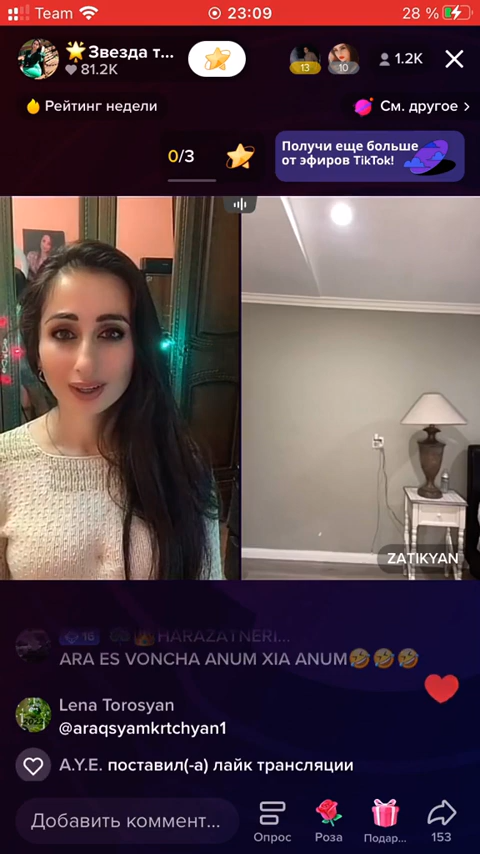 Team 23:09 28 %
Звезда т...
81.2K
13 10 1.2K
Рейтинг недели
См. другое >
0/3
Получи еще больше
от эфиров TikTok!
ZATIKYAN
18 HARAZATNERI...
ARA ES VONCHA ANUM XIA ANUM🤣🤣🤣
Lena Torosyan
@araqsyamkrtchyan1
A.Y.E. поставил(-а) лайк трансляции
Добавить коммент...
Опрос Роза Подар... 153